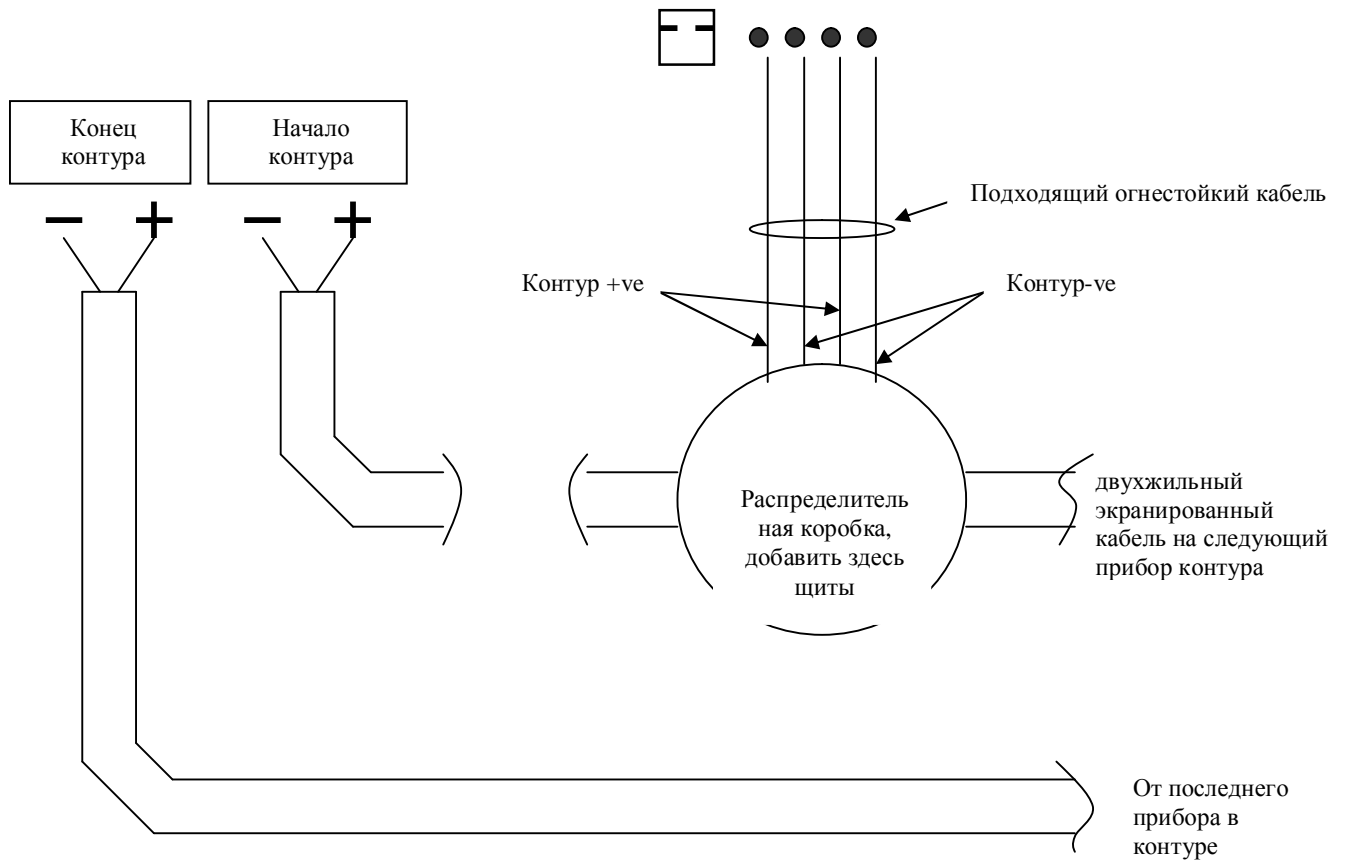 Конец
контура
Начало
контура
− + − +
Подходящий огнестойкий кабель
Контур +ve
Контур-ve
Распределитель
ная коробка,
добавить здесь
щиты
двухжильный
экранированный
кабель на следующий
прибор контура
От последнего
прибора в
контуре